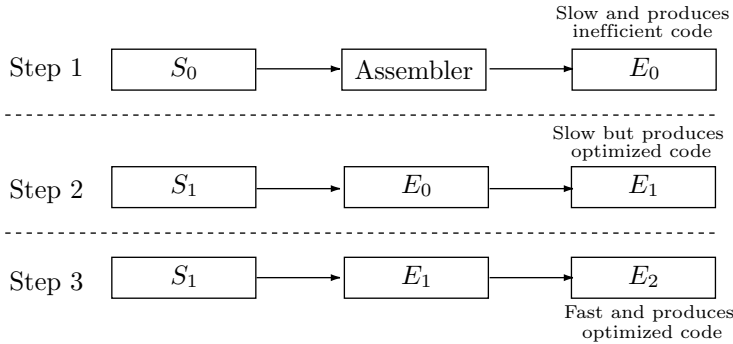 Slow and produces
inefficient code
Step 1 S₀ Assembler E₀
Slow but produces
optimized code
Step 2 S₁ E₀ E₁
Step 3 S₁ E₁ E₂
Fast and produces
optimized code